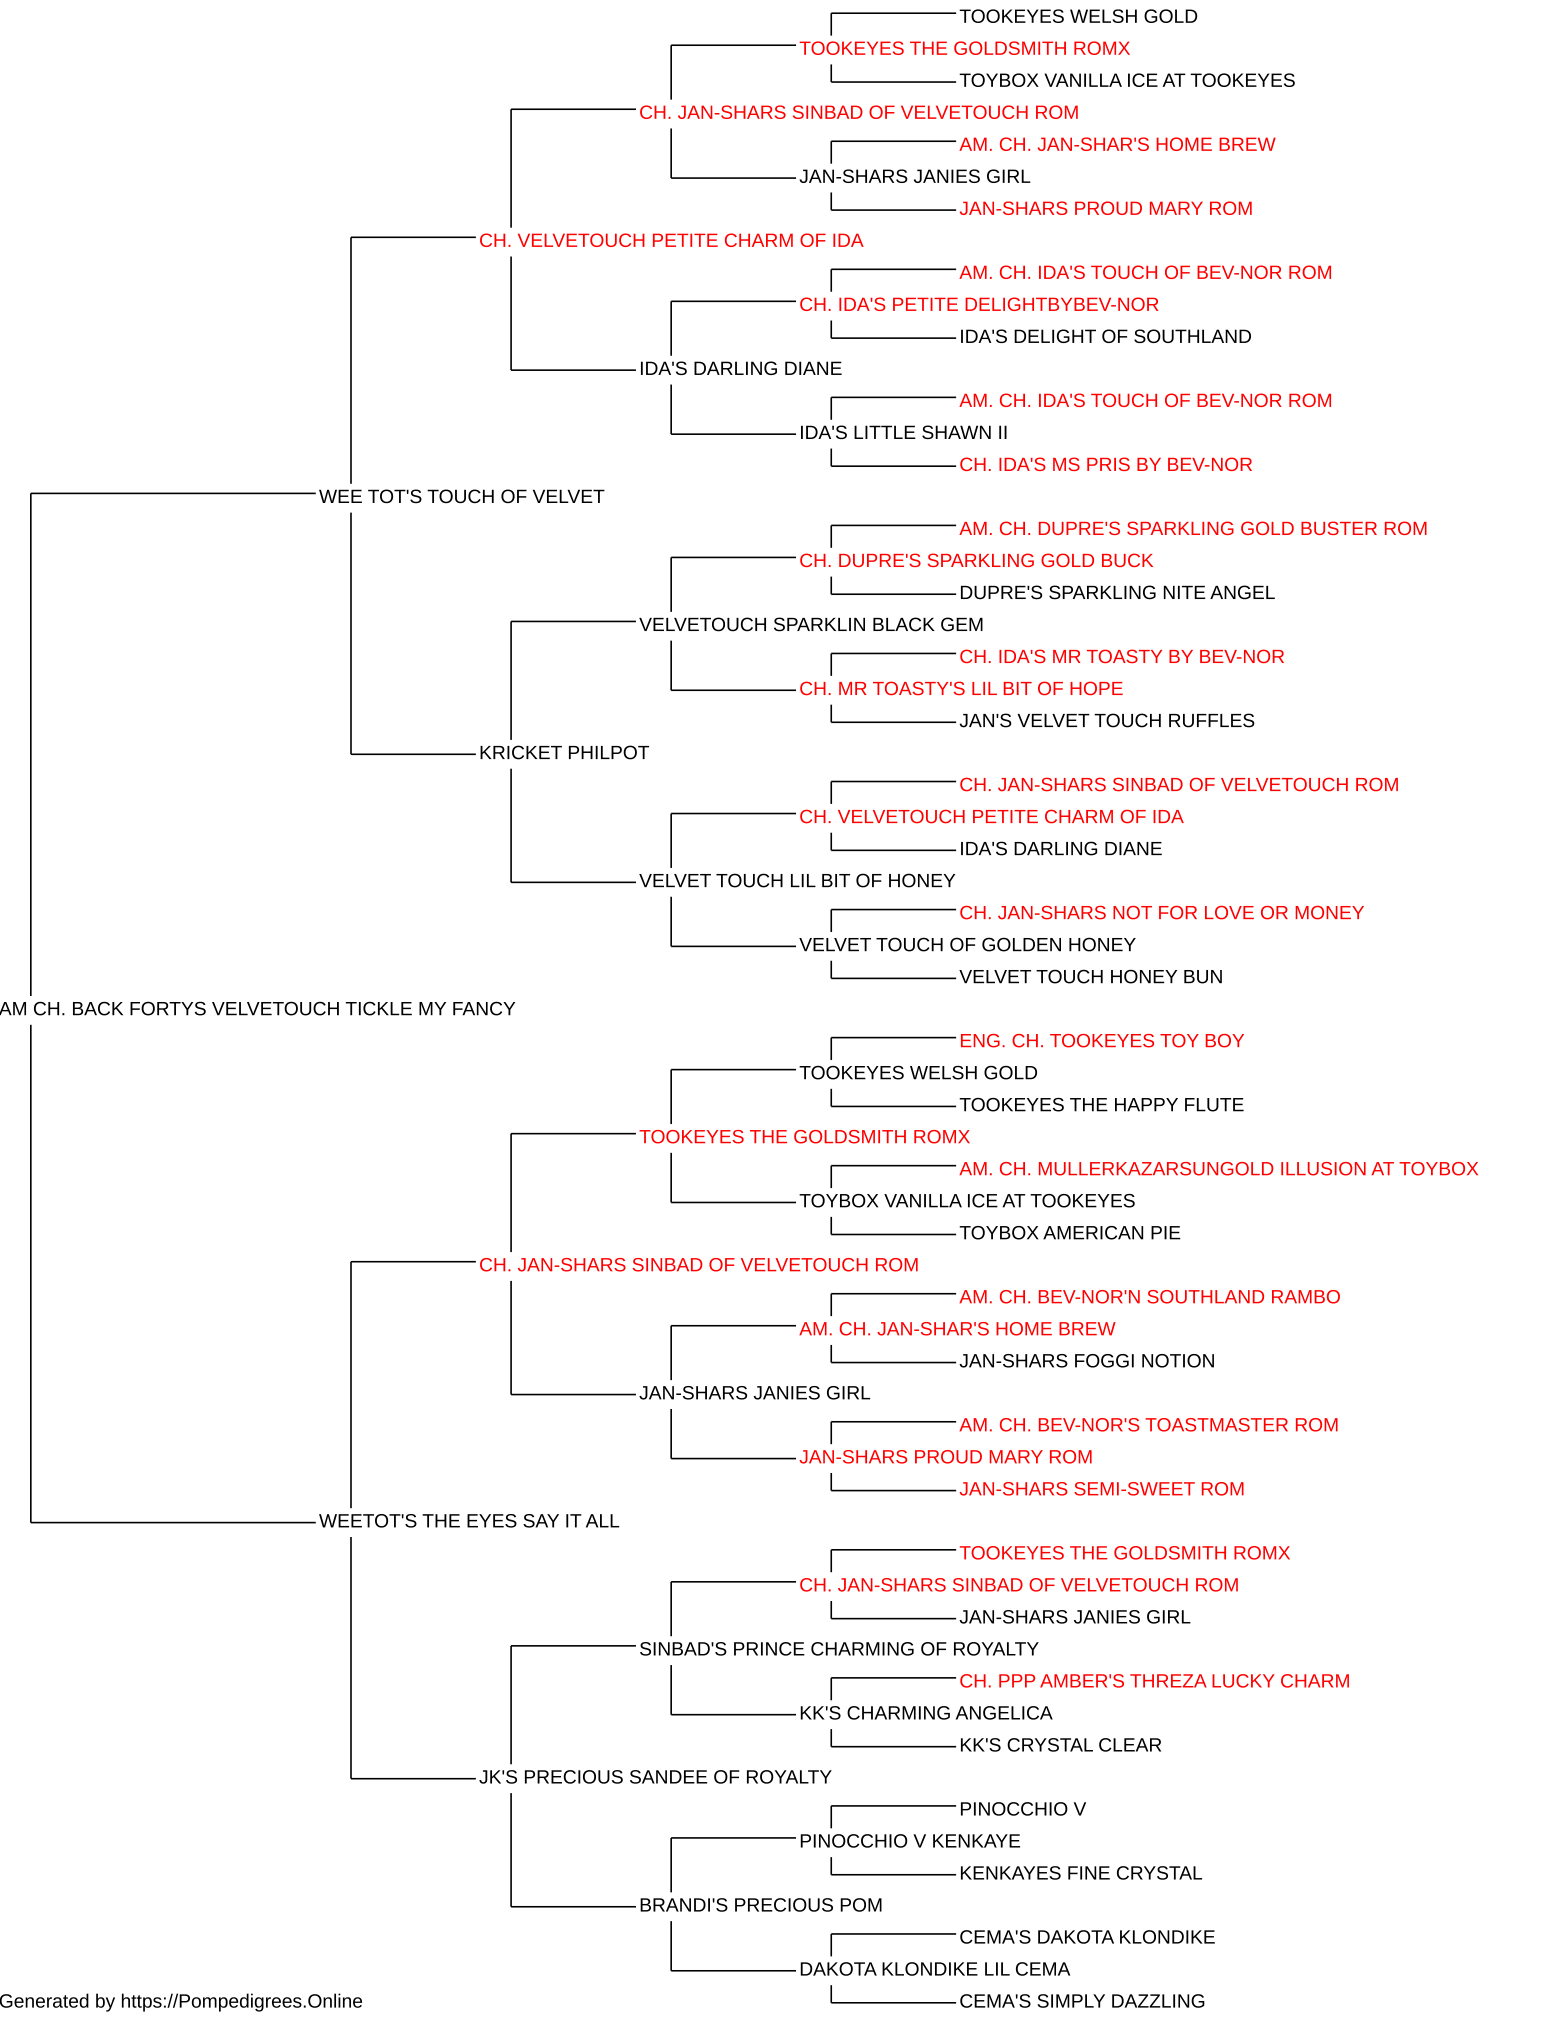 TOOKEYES WELSH GOLD
TOOKEYES THE GOLDSMITH ROMX
TOYBOX VANILLA ICE AT TOOKEYES
CH. JAN-SHARS SINBAD OF VELVETOUCH ROM
AM. CH. JAN-SHAR'S HOME BREW
JAN-SHARS JANIES GIRL
JAN-SHARS PROUD MARY ROM
CH. VELVETOUCH PETITE CHARM OF IDA
AM. CH. IDA'S TOUCH OF BEV-NOR ROM
CH. IDA'S PETITE DELIGHTBYBEV-NOR
IDA'S DELIGHT OF SOUTHLAND
IDA'S DARLING DIANE
AM. CH. IDA'S TOUCH OF BEV-NOR ROM
IDA'S LITTLE SHAWN II
CH. IDA'S MS PRIS BY BEV-NOR
WEE TOT'S TOUCH OF VELVET
AM. CH. DUPRE'S SPARKLING GOLD BUSTER ROM
CH. DUPRE'S SPARKLING GOLD BUCK
DUPRE'S SPARKLING NITE ANGEL
VELVETOUCH SPARKLIN BLACK GEM
CH. IDA'S MR TOASTY BY BEV-NOR
CH. MR TOASTY'S LIL BIT OF HOPE
JAN'S VELVET TOUCH RUFFLES
KRICKET PHILPOT
CH. JAN-SHARS SINBAD OF VELVETOUCH ROM
CH. VELVETOUCH PETITE CHARM OF IDA
IDA'S DARLING DIANE
VELVET TOUCH LIL BIT OF HONEY
CH. JAN-SHARS NOT FOR LOVE OR MONEY
VELVET TOUCH OF GOLDEN HONEY
VELVET TOUCH HONEY BUN
AM CH. BACK FORTYS VELVETOUCH TICKLE MY FANCY
ENG. CH. TOOKEYES TOY BOY
TOOKEYES WELSH GOLD
TOOKEYES THE HAPPY FLUTE
TOOKEYES THE GOLDSMITH ROMX
AM. CH. MULLERKAZARSUNGOLD ILLUSION AT TOYBOX
TOYBOX VANILLA ICE AT TOOKEYES
TOYBOX AMERICAN PIE
CH. JAN-SHARS SINBAD OF VELVETOUCH ROM
AM. CH. BEV-NOR'N SOUTHLAND RAMBO
AM. CH. JAN-SHAR'S HOME BREW
JAN-SHARS FOGGI NOTION
JAN-SHARS JANIES GIRL
AM. CH. BEV-NOR'S TOASTMASTER ROM
JAN-SHARS PROUD MARY ROM
JAN-SHARS SEMI-SWEET ROM
WEETOT'S THE EYES SAY IT ALL
TOOKEYES THE GOLDSMITH ROMX
CH. JAN-SHARS SINBAD OF VELVETOUCH ROM
JAN-SHARS JANIES GIRL
SINBAD'S PRINCE CHARMING OF ROYALTY
CH. PPP AMBER'S THREZA LUCKY CHARM
KK'S CHARMING ANGELICA
KK'S CRYSTAL CLEAR
JK'S PRECIOUS SANDEE OF ROYALTY
PINOCCHIO V
PINOCCHIO V KENKAYE
KENKAYES FINE CRYSTAL
BRANDI'S PRECIOUS POM
CEMA'S DAKOTA KLONDIKE
DAKOTA KLONDIKE LIL CEMA
CEMA'S SIMPLY DAZZLING
Generated by https://Pompedigrees.Online